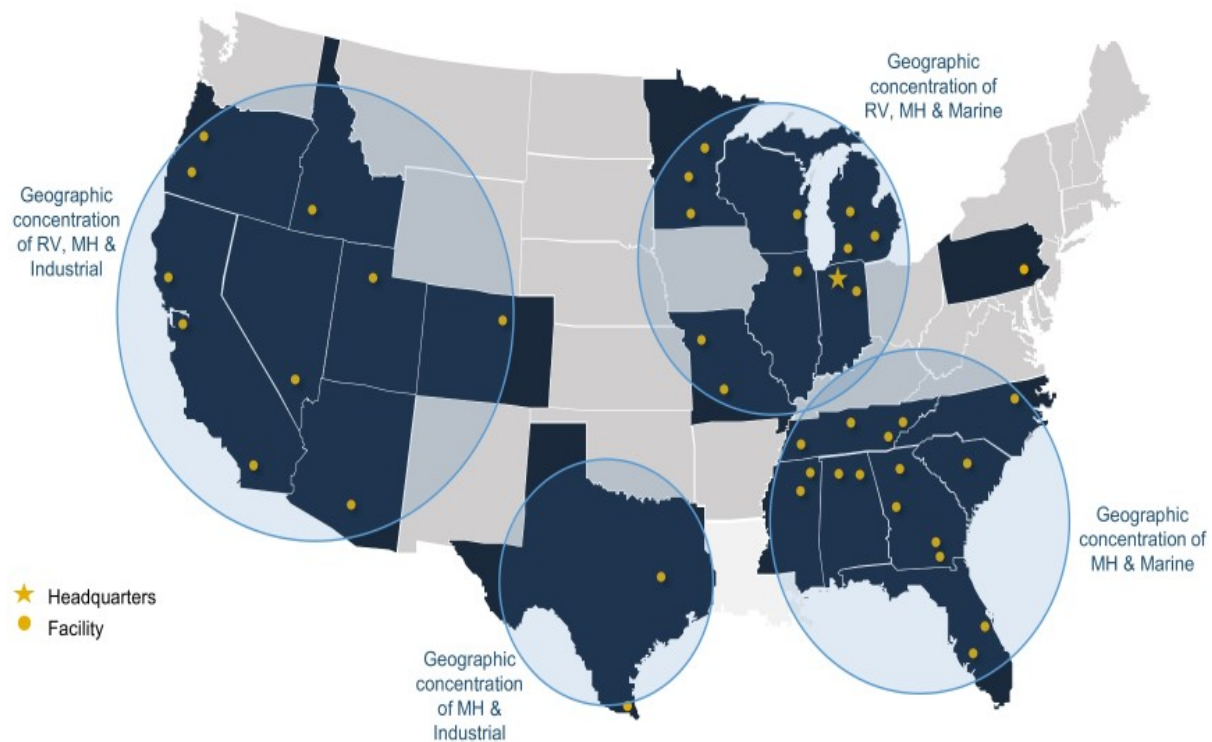 Geographic
concentration of
RV, MH & Marine
Geographic
concentration
of RV, MH &
Industrial
Geographic
concentration of
MH & Marine
Headquarters
Facility
Geographic
concentration
of MH &
Industrial